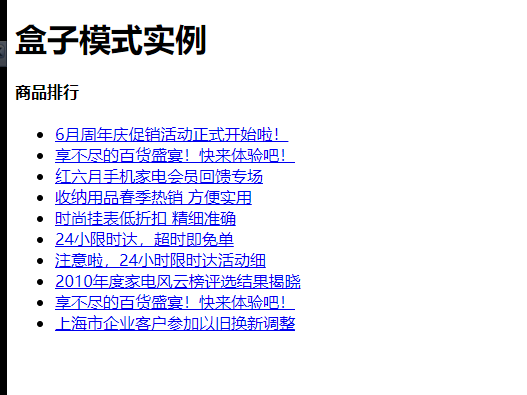 盒子模式实例
商品排行
6月周年庆促销活动正式开始啦！
享不尽的百货盛宴！快来体验吧！
红六月手机家电会员回馈专场
收纳用品春季热销 方便实用
时尚挂表低折扣 精细准确
24小限时达，超时即免单
注意啦，24小时限时达活动细
2010年度家电风云榜评选结果揭晓
享不尽的百货盛宴！快来体验吧！
上海市企业客户参加以旧换新调整